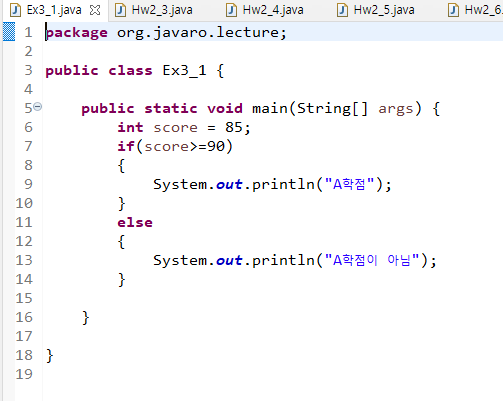 Ex3_1.java Hw2_3.java Hw2_4.java Hw2_5.java Hw2_6
1 package org.javaro.lecture;
2
3 public class Ex3_1 {
4
5 public static void main(String[] args) {
6 int score = 85;
7 if(score>=90)
8 {
9 System.out.println("A학점");
10 }
11 else
12 {
13 System.out.println("A학점이 아님");
14 }
15
16 }
17
18 }
19